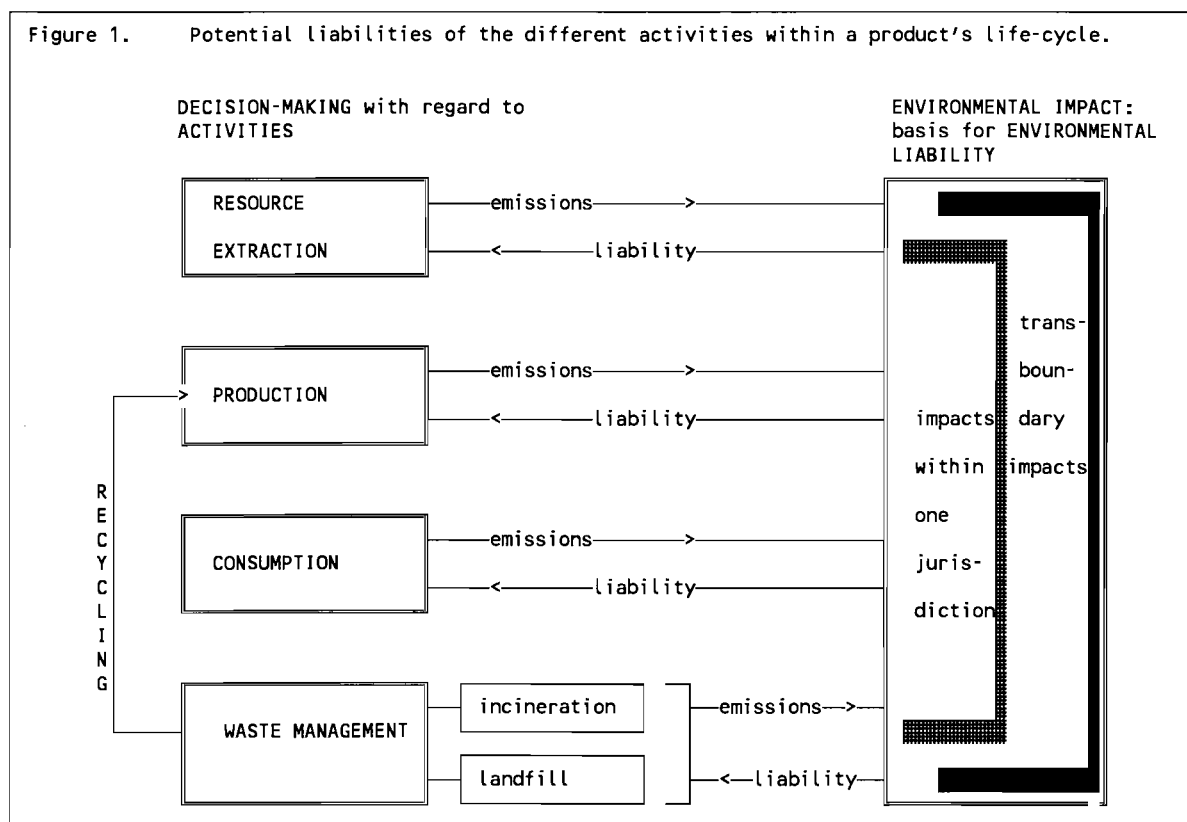 Figure 1. Potential liabilities of the different activities within a product's life-cycle.
DECISION-MAKING with regard to
ACTIVITIES
ENVIRONMENTAL IMPACT:
basis for ENVIRONMENTAL
LIABILITY
RESOURCE
EXTRACTION
emissions
liability
PRODUCTION
emissions
liability
CONSUMPTION
emissions
liability
WASTE MANAGEMENT
incineration
landfill
emissions
liability
RECYCLING
impacts
within
one
juris-
diction
trans-
boun-
dary
impacts